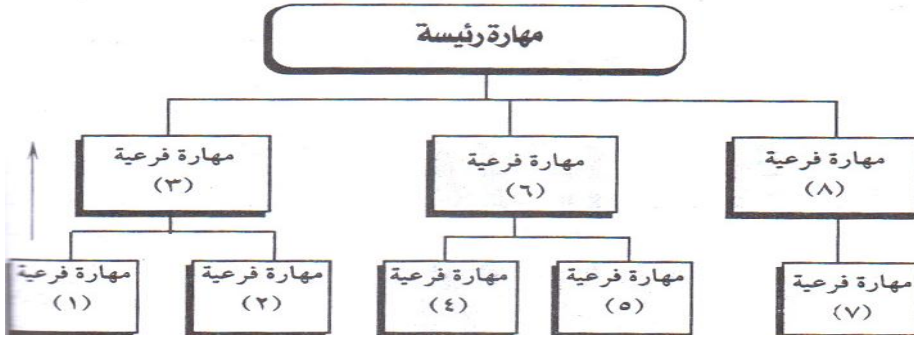 مهارة رئيسة
مهارة فرعية
(٣)
مهارة فرعية
(٦)
مهارة فرعية
(٨)
مهارة فرعية
(١)
مهارة فرعية
(٢)
مهارة فرعية
(٤)
مهارة فرعية
(٥)
مهارة فرعية
(٧)